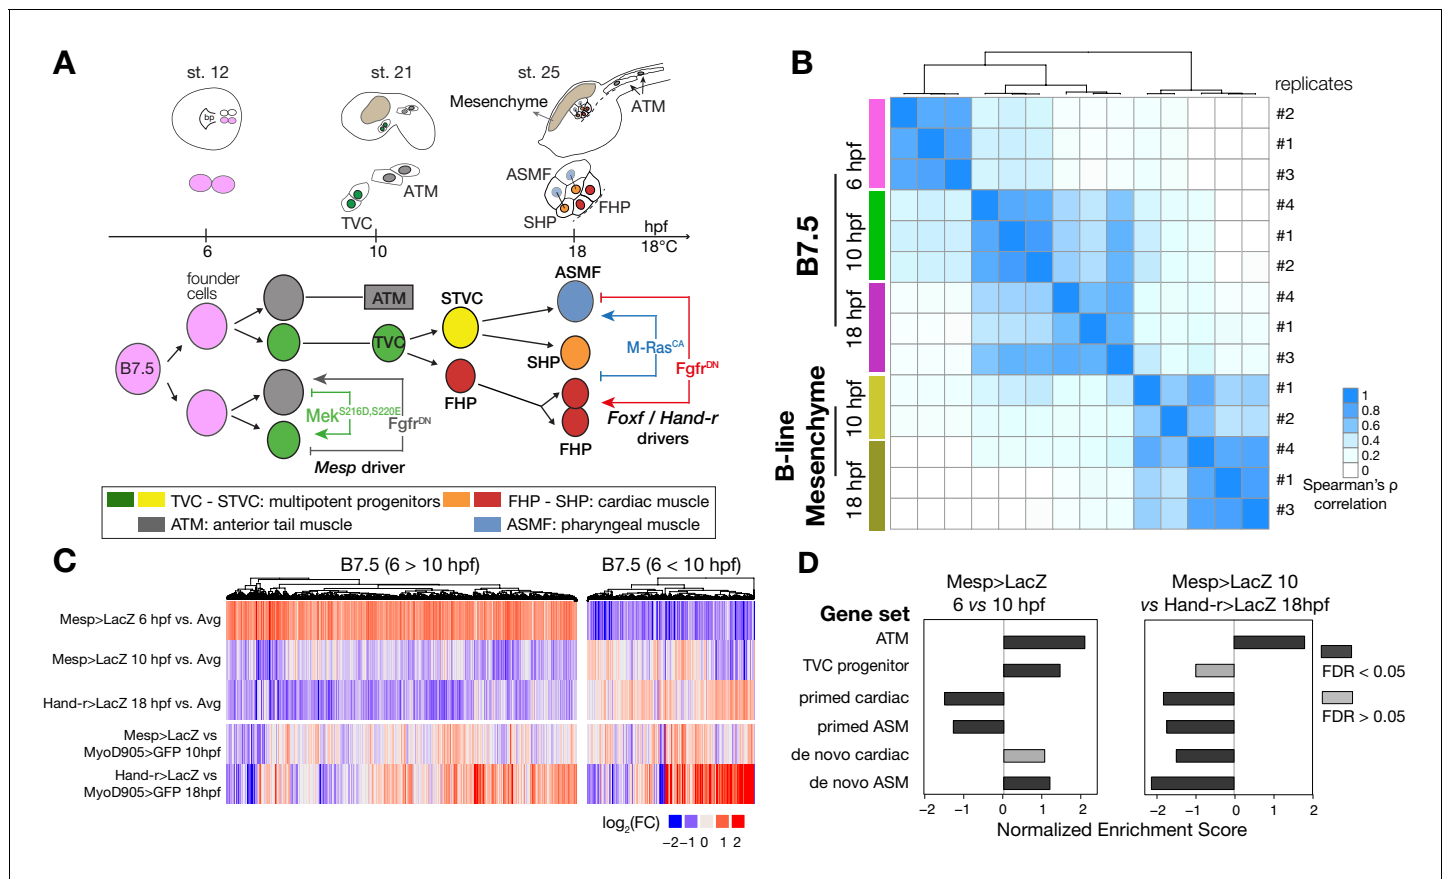 A
st. 12
st. 21
st. 25
bp
Mesenchyme
ATM
ATM
TVC
ASMF
SHP
FHP
hpf
18°C
6
10
18
founder
cells
B7.5
ATM
TVC
STVC
FHP
ASMF
SHP
FHP
M-Ras^CA
Fgfr^DN
Mek^S216D,S220E
Fgfr^DN
Mesp driver
Foxf / Hand-r
drivers
TVC - STVC: multipotent progenitors
FHP - SHP: cardiac muscle
ATM: anterior tail muscle
ASMF: pharyngeal muscle
B
replicates
B7.5
6 hpf
10 hpf
18 hpf
B-line
Mesenchyme
10 hpf
18 hpf
#2
#1
#3
#4
#1
#2
#4
#1
#3
#1
#2
#4
#1
#3
1
0.8
0.6
0.4
0.2
0
Spearman's ρ
correlation
C
B7.5 (6 > 10 hpf)
B7.5 (6 < 10 hpf)
Mesp>LacZ 6 hpf vs. Avg
Mesp>LacZ 10 hpf vs. Avg
Hand-r>LacZ 18 hpf vs. Avg
Mesp>LacZ vs
MyoD905>GFP 10hpf
Hand-r>LacZ vs
MyoD905>GFP 18hpf
log₂(FC)
−2 −1 0 1 2
D
Mesp>LacZ
6 vs 10 hpf
Mesp>LacZ 10
vs Hand-r>LacZ 18hpf
Gene set
ATM
TVC progenitor
primed cardiac
primed ASM
de novo cardiac
de novo ASM
FDR < 0.05
FDR > 0.05
−2 −1 0 1 2
−2 −1 0 1 2
Normalized Enrichment Score